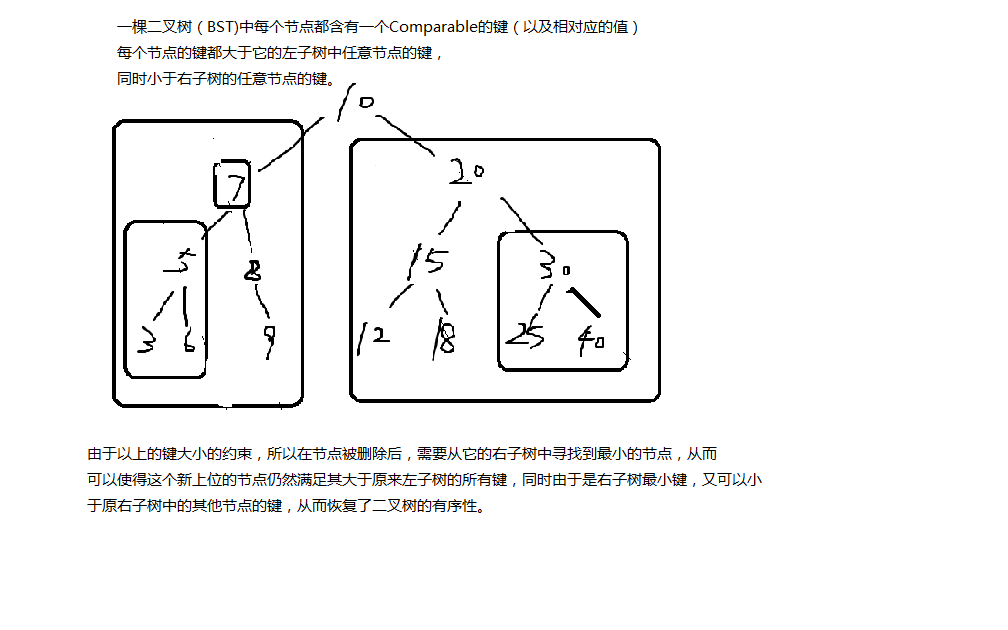 一棵二叉树（BST)中每个节点都含有一个Comparable的键（以及相对应的值）
每个节点的键都大于它的左子树中任意节点的键，
同时小于右子树的任意节点的键。
10
7 20
5 8 15 30
3 6 9 12 18 25 40
由于以上的键大小的约束，所以在节点被删除后，需要从它的右子树中寻找到最小的节点，从而
可以使得这个新上位的节点仍然满足其大于原来左子树的所有键，同时由于是右子树最小键，又可以小
于原右子树中的其他节点的键，从而恢复了二叉树的有序性。